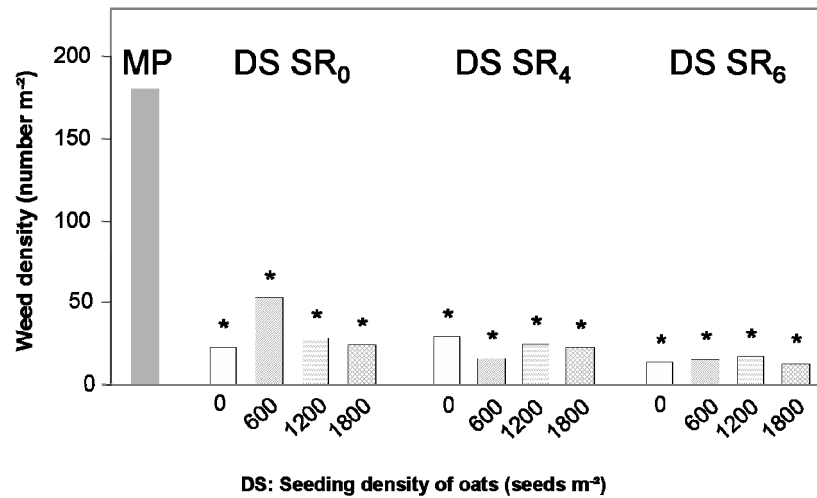 Weed density (number m⁻²)
200
150
100
50
0
MP
DS SR₀
DS SR₄
DS SR₆
* * * * * * * * * * * *
0 600 1200 1800 0 600 1200 1800 0 600 1200 1800
DS: Seeding density of oats (seeds m⁻²)